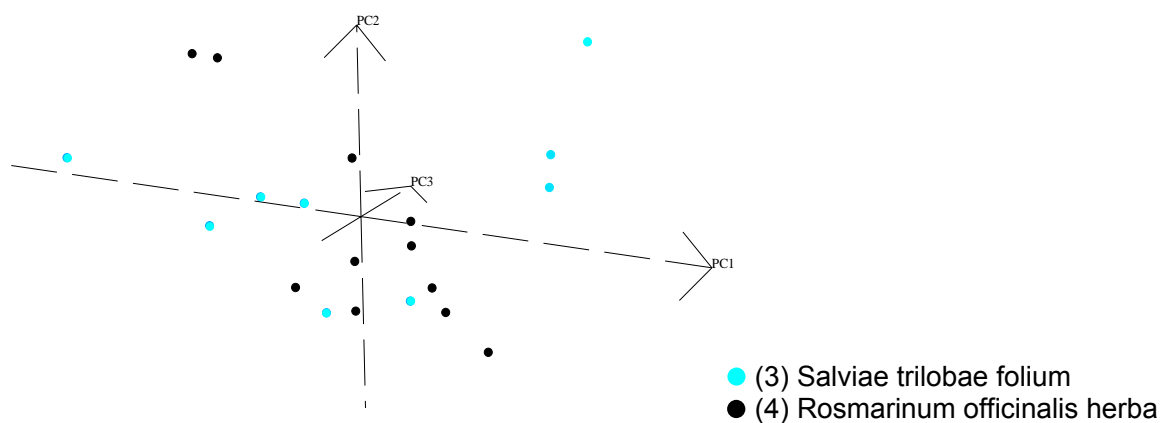 PC2
PC3
PC1
(3) Salviae trilobae folium
(4) Rosmarinum officinalis herba